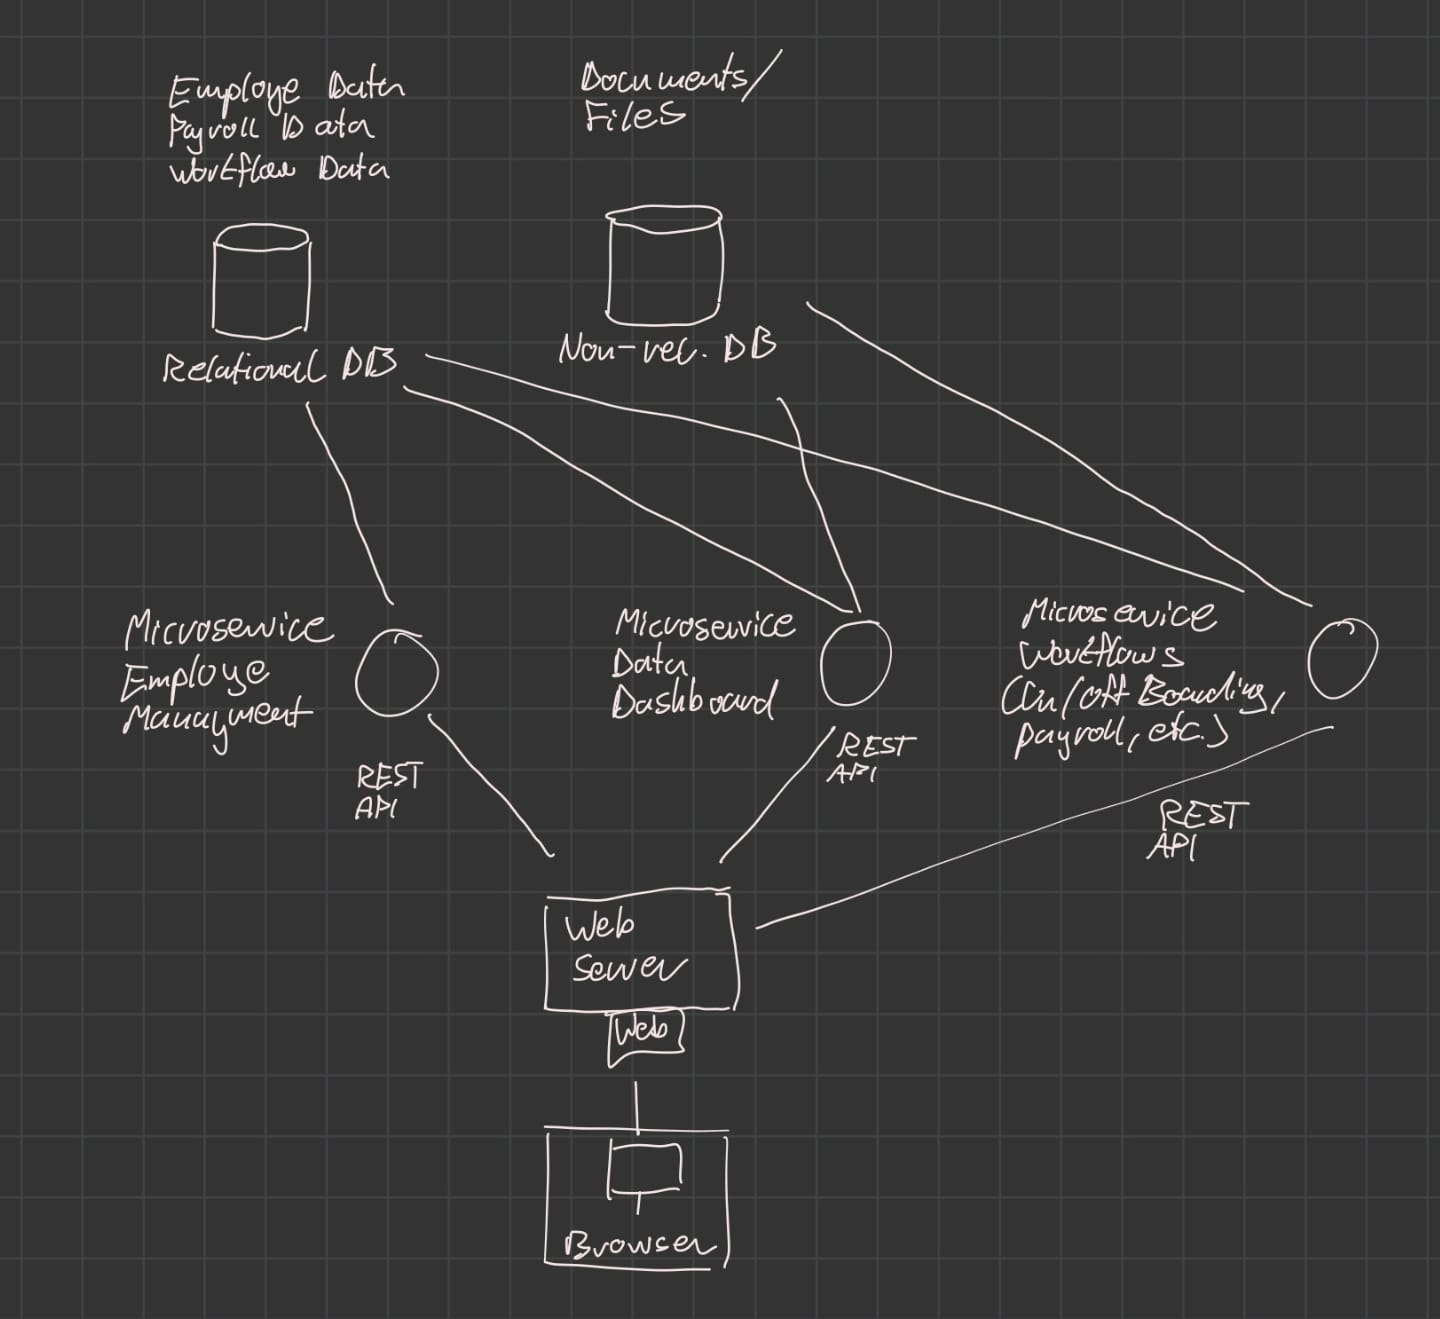 Employe Data
Payroll Data
Workflow Data
Documents/
Files
Relational DB
Non-rel. DB
Microservice
Employe
Managment
REST
API
Microservice
Data
Dashboard
REST
API
Microservice
Workflows
(On/Off Boarding,
payroll, etc.)
REST
API
Web
Server
Web
Browser